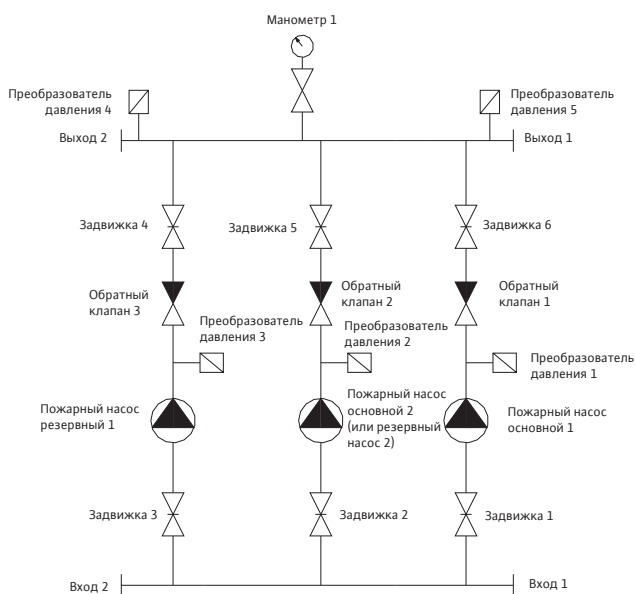 Манометр 1
Преобразователь
давления 4
Преобразователь
давления 5
Выход 2
Выход 1
Задвижка 4
Задвижка 5
Задвижка 6
Обратный
клапан 3
Обратный
клапан 2
Обратный
клапан 1
Преобразователь
давления 3
Преобразователь
давления 2
Преобразователь
давления 1
Пожарный насос
резервный 1
Пожарный насос
основной 2
(или резервный
насос 2)
Пожарный насос
основной 1
Задвижка 3
Задвижка 2
Задвижка 1
Вход 2
Вход 1